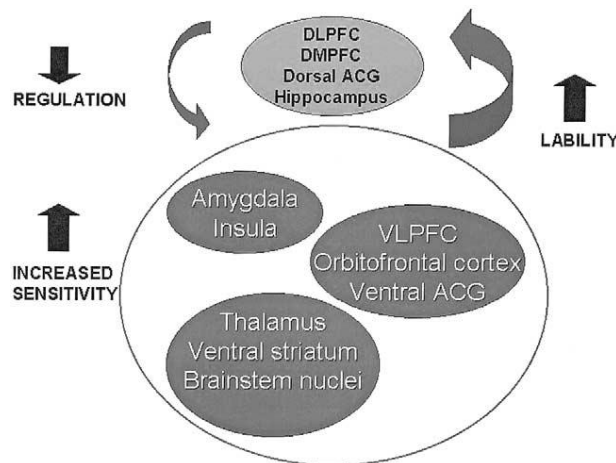 DLPFC
DMPFC
Dorsal ACG
Hippocampus
REGULATION
LABILITY
Amygdala
Insula
VLPFC
Orbitofrontal cortex
Ventral ACG
INCREASED
SENSITIVITY
Thalamus
Ventral striatum
Brainstem nuclei